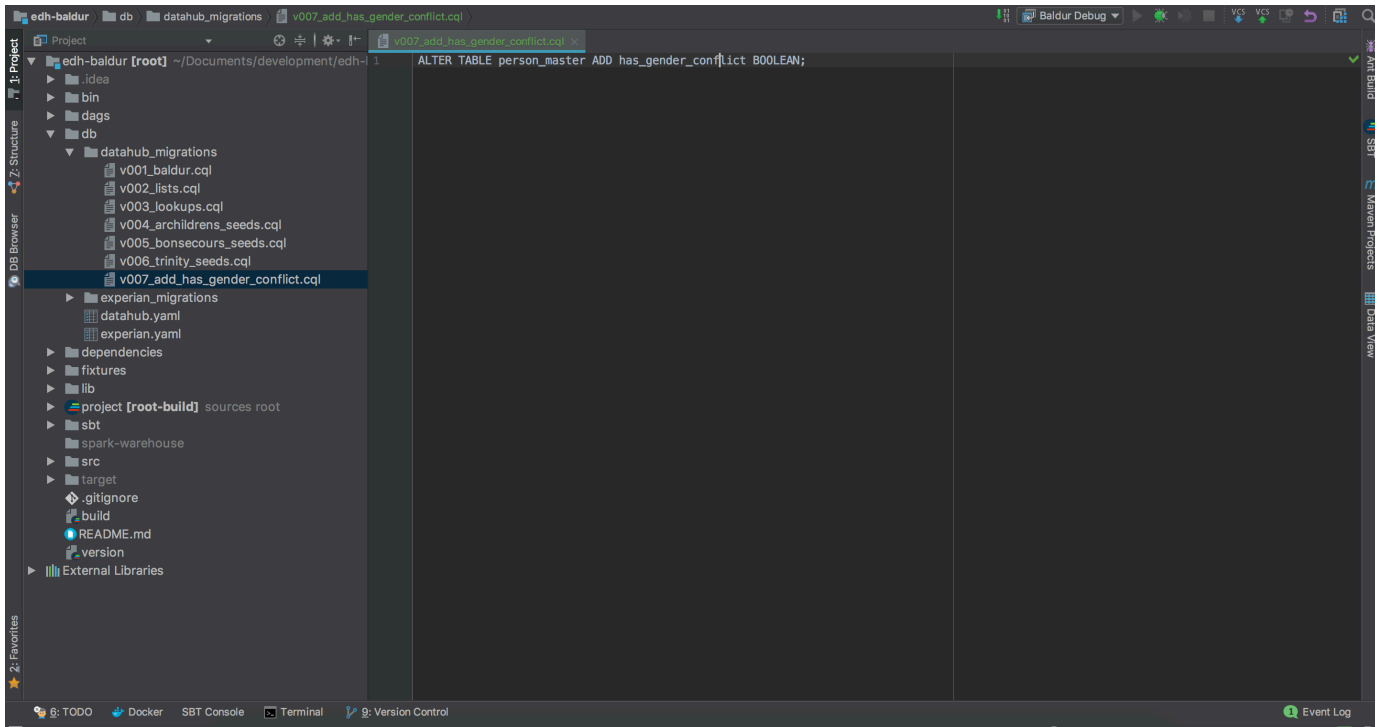 edh-baldur db datahub_migrations v007_add_has_gender_conflict.cql
Baldur Debug
VCS VCS
Project
v007_add_has_gender_conflict.cql
1: Project
Z: Structure
DB Browser
2: Favorites
edh-baldur [root] ~/Documents/development/edh-
.idea
bin
dags
db
datahub_migrations
v001_baldur.cql
v002_lists.cql
v003_lookups.cql
v004_archildrens_seeds.cql
v005_bonsecours_seeds.cql
v006_trinity_seeds.cql
v007_add_has_gender_conflict.cql
experian_migrations
datahub.yaml
experian.yaml
dependencies
fixtures
lib
project [root-build] sources root
sbt
spark-warehouse
src
target
.gitignore
build
README.md
version
External Libraries
1 ALTER TABLE person_master ADD has_gender_conflict BOOLEAN;
Ant Build
SBT
Maven Projects
Data View
6: TODO Docker SBT Console Terminal 9: Version Control
1 Event Log